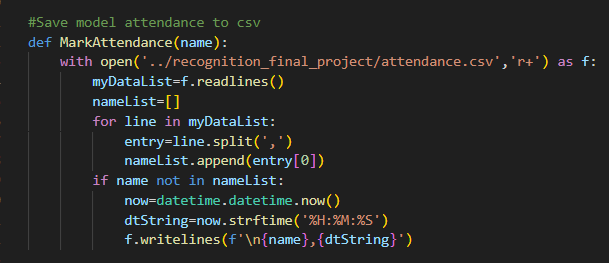 #Save model attendance to csv
def MarkAttendance(name):
    with open('../recognition_final_project/attendance.csv','r+') as f:
        myDataList=f.readlines()
        nameList=[]
        for line in myDataList:
            entry=line.split(',')
            nameList.append(entry[0])
        if name not in nameList:
            now=datetime.datetime.now()
            dtString=now.strftime('%H:%M:%S')
            f.writelines(f'\n{name},{dtString}')